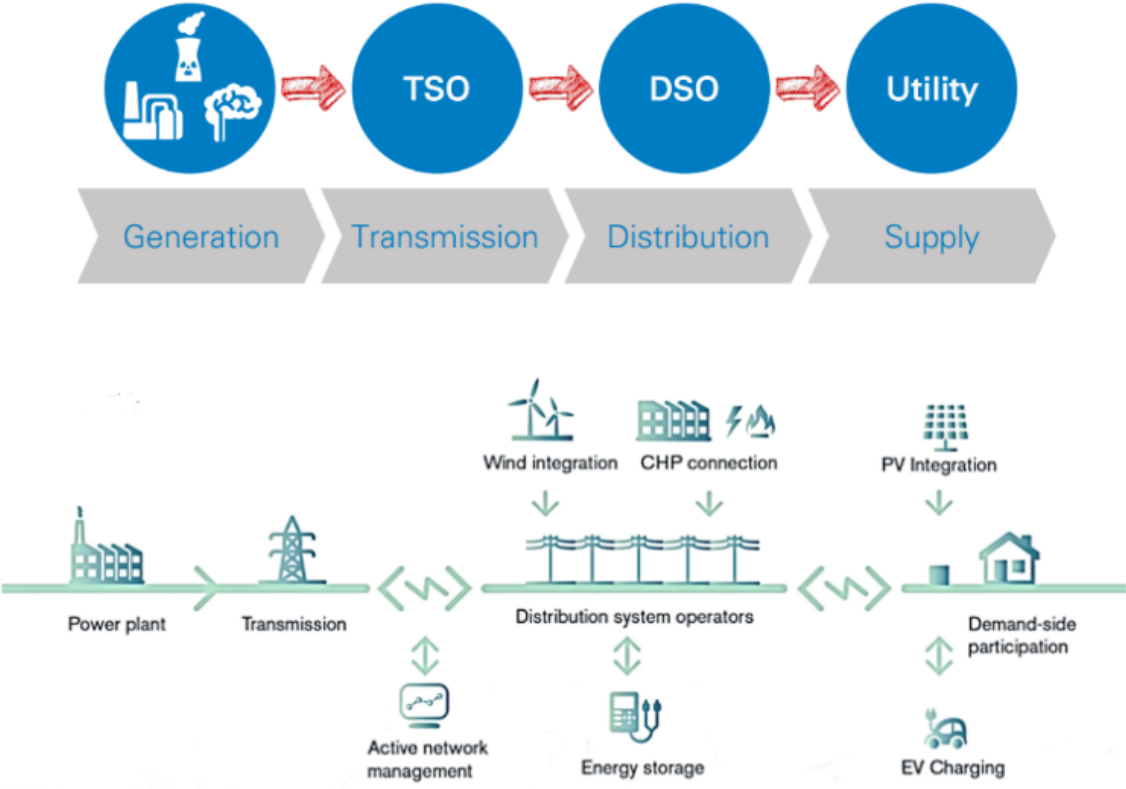 TSO
DSO
Utility
Generation
Transmission
Distribution
Supply
Wind integration
CHP connection
PV Integration
Power plant
Transmission
Distribution system operators
Demand-side
participation
Active network
management
Energy storage
EV Charging